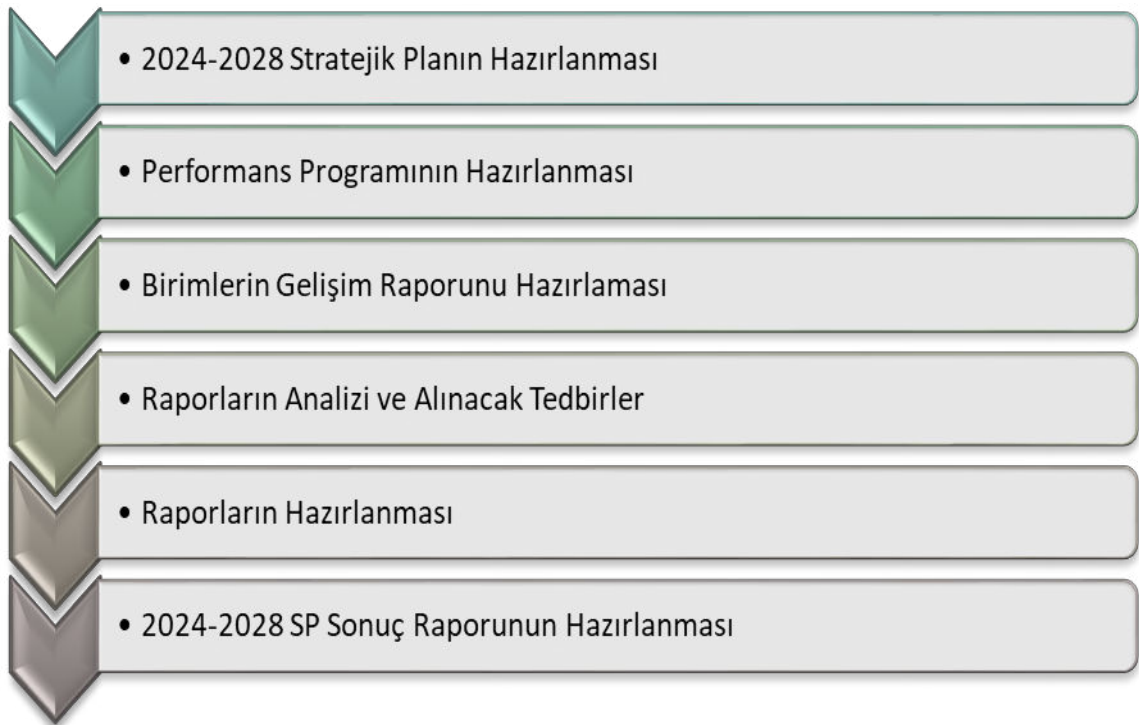 • 2024-2028 Stratejik Planın Hazırlanması
• Performans Programının Hazırlanması
• Birimlerin Gelişim Raporunu Hazırlaması
• Raporların Analizi ve Alınacak Tedbirler
• Raporların Hazırlanması
• 2024-2028 SP Sonuç Raporunun Hazırlanması